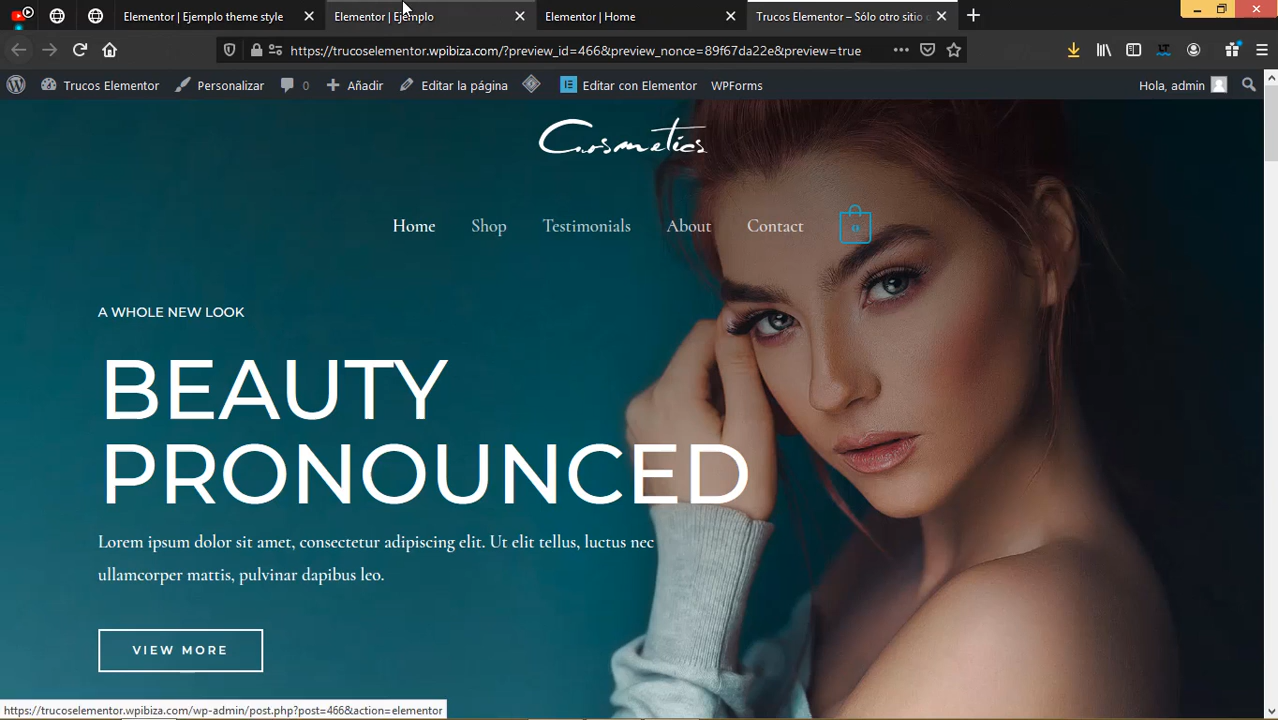 Elementor | Ejemplo theme style
Elementor | Ejemplo
Elementor | Home
Trucos Elementor – Sólo otro sitio
https://trucoselementor.wpibiza.com/?preview_id=466&preview_nonce=89f67da22e&preview=true
Trucos Elementor
Personalizar
0
Añadir
Editar la página
Editar con Elementor
WPForms
Hola, admin
Cosmetics
Home
Shop
Testimonials
About
Contact
0
A WHOLE NEW LOOK
BEAUTY
PRONOUNCED
Lorem ipsum dolor sit amet, consectetur adipiscing elit. Ut elit tellus, luctus nec
ullamcorper mattis, pulvinar dapibus leo.
VIEW MORE
https://trucoselementor.wpibiza.com/wp-admin/post.php?post=466&action=elementor